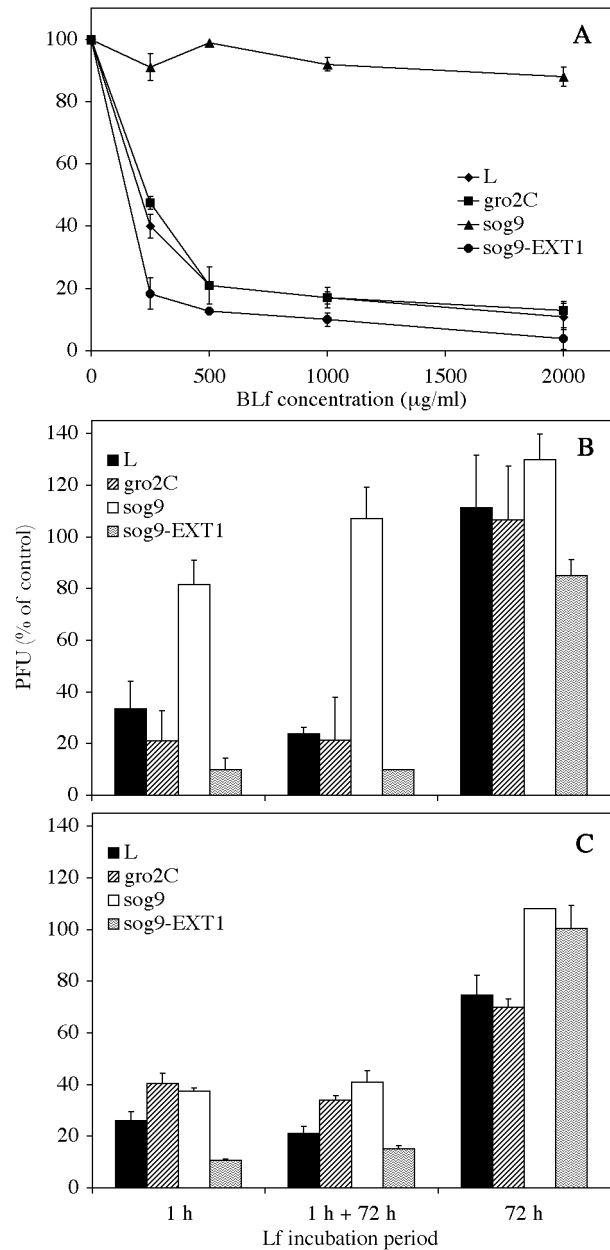 A
100
80
60
40
20
0
L
gro2C
sog9
sog9-EXT1
0 500 1000 1500 2000
BLf concentration (µg/ml)
B
140
120
100
80
60
40
20
0
L
gro2C
sog9
sog9-EXT1
PFU (% of control)
C
140
120
100
80
60
40
20
0
L
gro2C
sog9
sog9-EXT1
1 h 1 h + 72 h 72 h
Lf incubation period